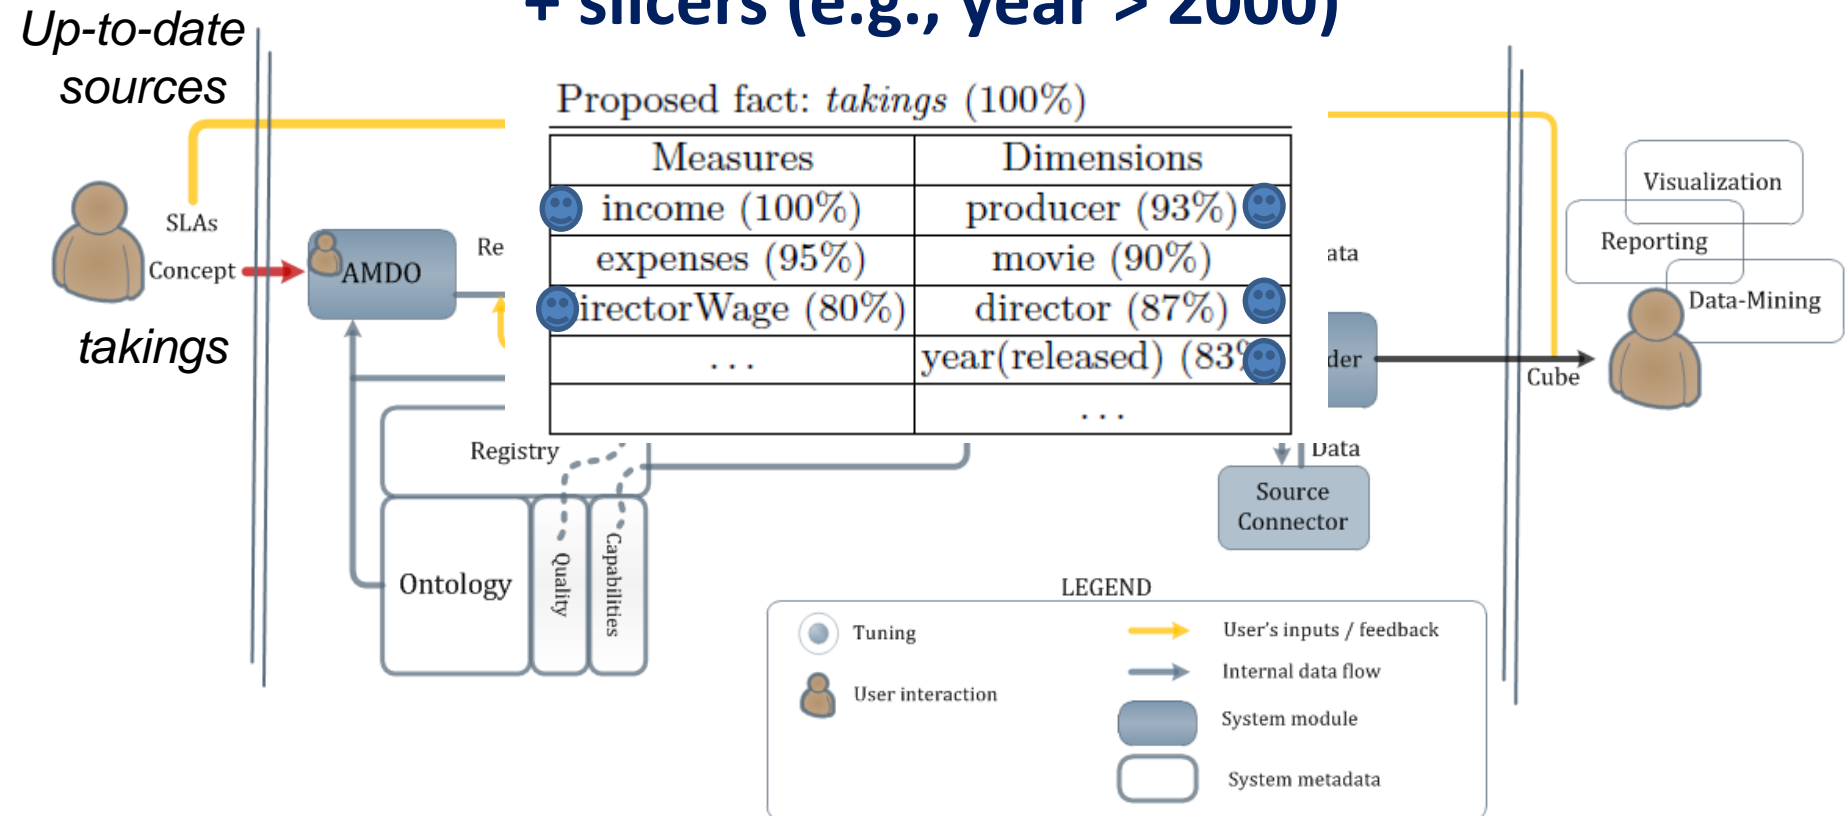 + slicers (e.g., year > 2000)
Up-to-date
sources
Proposed fact: takings (100%)
Measures Dimensions
income (100%) producer (93%)
expenses (95%) movie (90%)
irectorWage (80%) director (87%)
. . . year(released) (83%
. . .
SLAs
Concept
takings
AMDO
Re
ata
der
Cube
Visualization
Reporting
Data-Mining
Registry
Ontology
Quality
Capabilities
Data
Source
Connector
LEGEND
Tuning
User interaction
User's inputs / feedback
Internal data flow
System module
System metadata